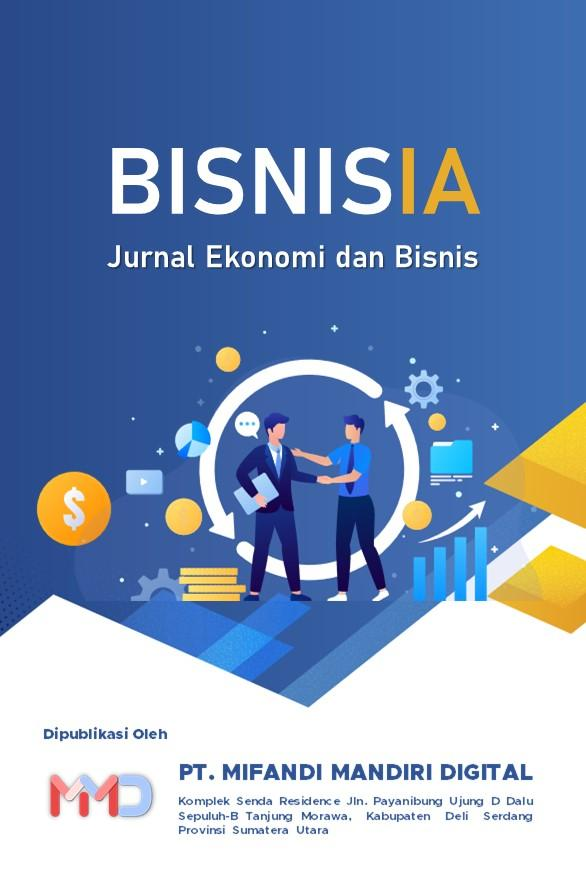 BISNISIA
Jurnal Ekonomi dan Bisnis
$
Dipublikasi Oleh
MMD
PT. MIFANDI MANDIRI DIGITAL
Komplek Senda Residence Jln. Payanibung Ujung D Dalu
Sepuluh-B Tanjung Morawa, Kabupaten Deli Serdang
Provinsi Sumatera Utara